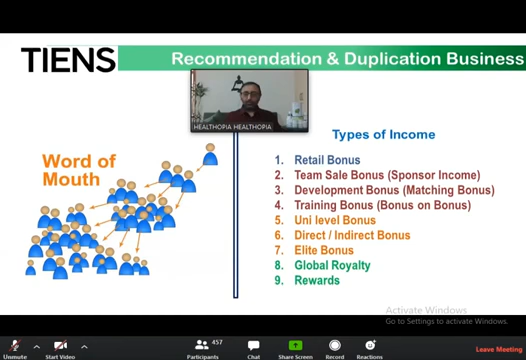 TIENS
Recommendation & Duplication Business
HEALTHOPIA HEALTHOPIA
Types of Income
Word of
Mouth
1. Retail Bonus
2. Team Sale Bonus (Sponsor Income)
3. Development Bonus (Matching Bonus)
4. Training Bonus (Bonus on Bonus)
5. Uni level Bonus
6. Direct / Indirect Bonus
7. Elite Bonus
8. Global Royalty
9. Rewards
Activate Windows
Go to Settings to activate Windows.
457
Unmute
Start Video
Participants
Chat
Share Screen
Record
Reactions
Leave Meeting